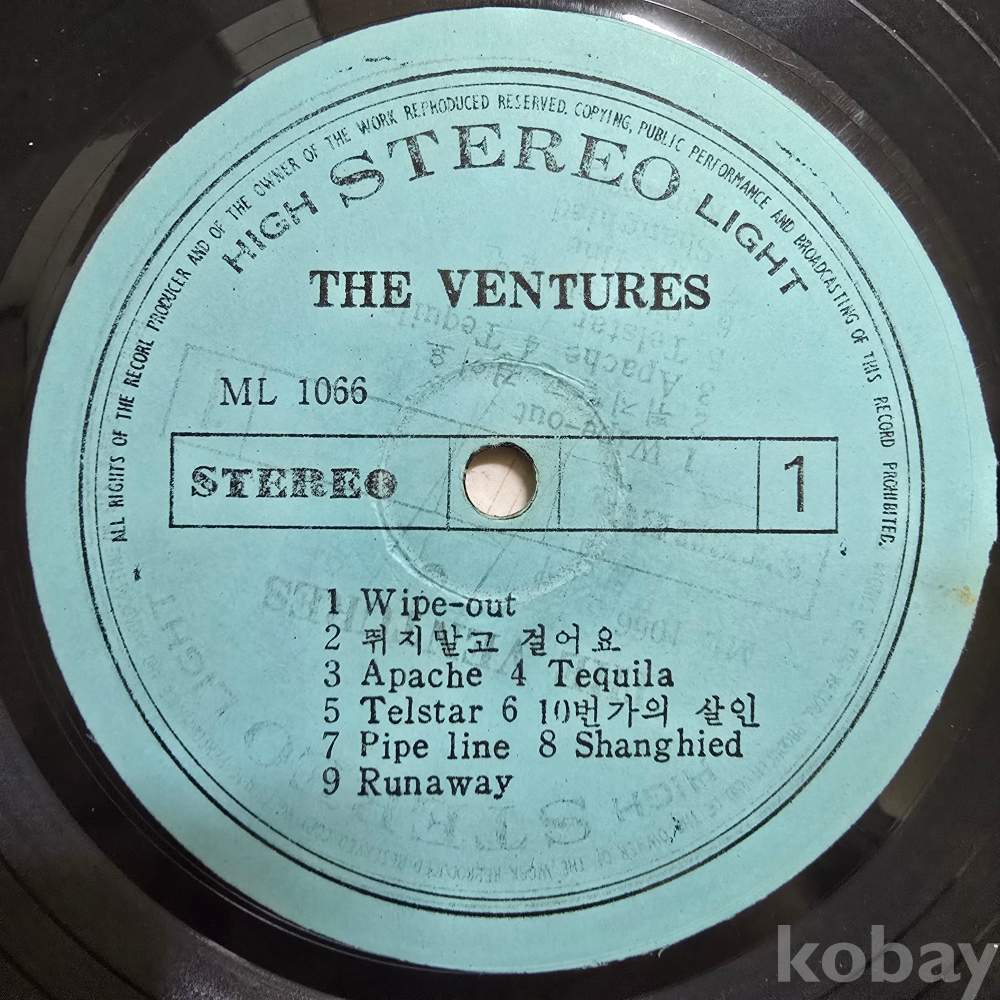 ALL RIGHTS OF THE RECORD PRODUCER AND OF THE OWNER OF THE WORK REPRODUCED RESERVED. COPYING, PUBLIC PERFORMANCE AND BROADCASTING OF THIS RECORD PROHIBITED.
HIGH STEREO LIGHT
THE VENTURES
ML 1066
STEREO 1
1 Wipe-out
2 뛰지말고 걸어요
3 Apache 4 Tequila
5 Telstar 6 10번가의 살인
7 Pipe line 8 Shanghied
9 Runaway
kobay